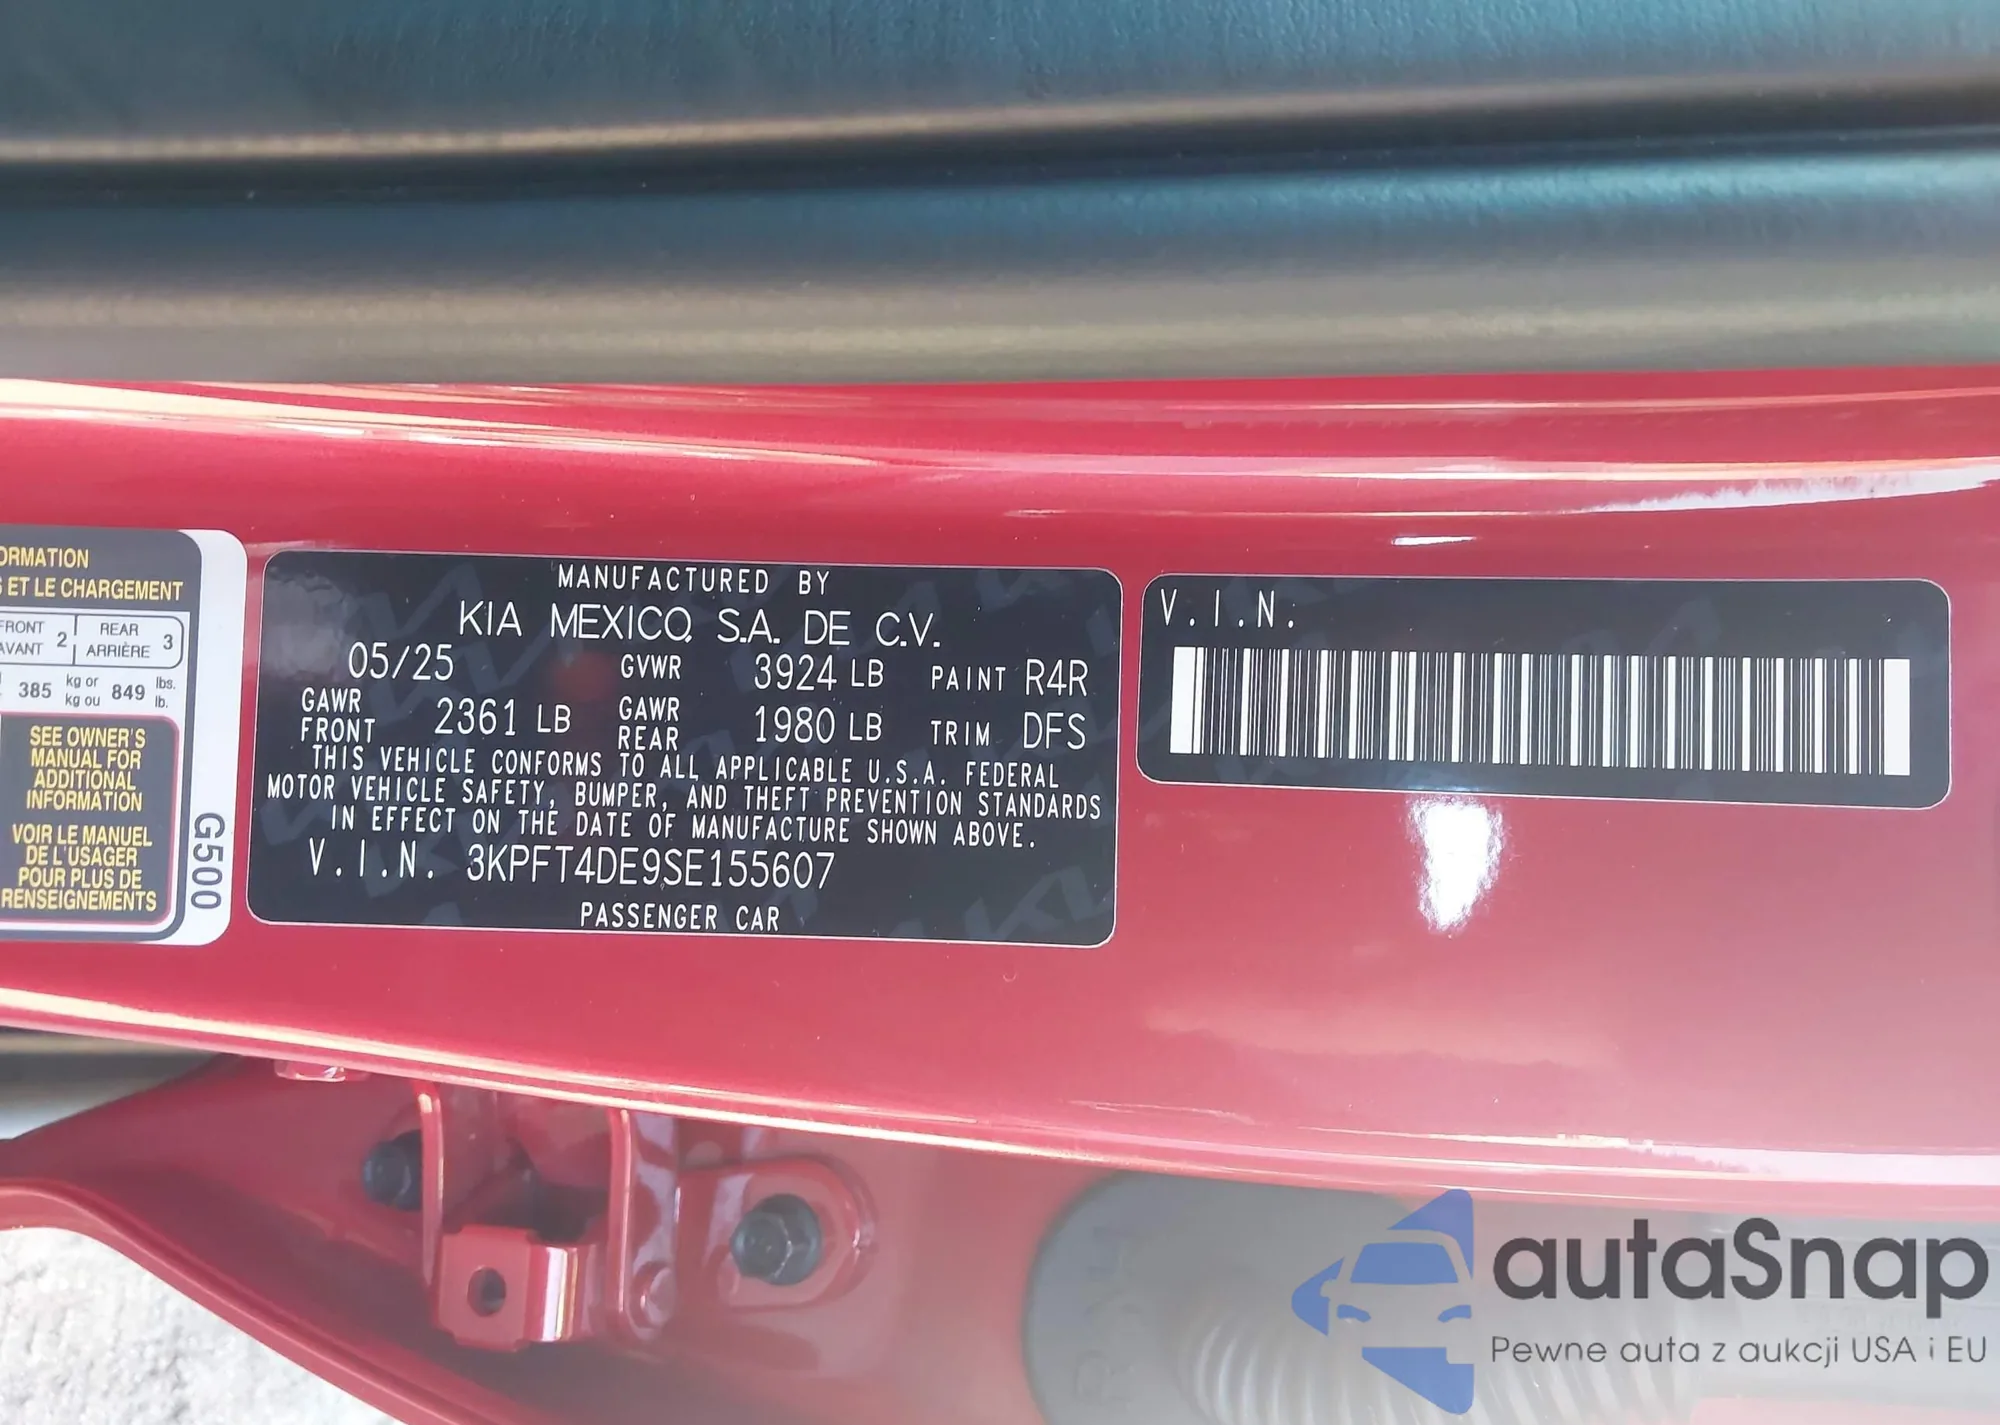 ORMATION
S ET LE CHARGEMENT
FRONT 2 REAR 3
AVANT ARRIÈRE
385 kg or 849 lbs.
kg ou lb.
SEE OWNER'S
MANUAL FOR
ADDITIONAL
INFORMATION
VOIR LE MANUEL
DE L'USAGER
POUR PLUS DE
RENSEIGNEMENTS
G500
MANUFACTURED BY
KIA MEXICO, S.A. DE C.V.
05/25 GVWR 3924 LB PAINT R4R
GAWR FRONT 2361 LB GAWR REAR 1980 LB TRIM DFS
THIS VEHICLE CONFORMS TO ALL APPLICABLE U.S.A. FEDERAL
MOTOR VEHICLE SAFETY, BUMPER, AND THEFT PREVENTION STANDARDS
IN EFFECT ON THE DATE OF MANUFACTURE SHOWN ABOVE.
V.I.N. 3KPFT4DE9SE155607
PASSENGER CAR
V.I.N.
autaSnap
Pewne auta z aukcji USA i EU